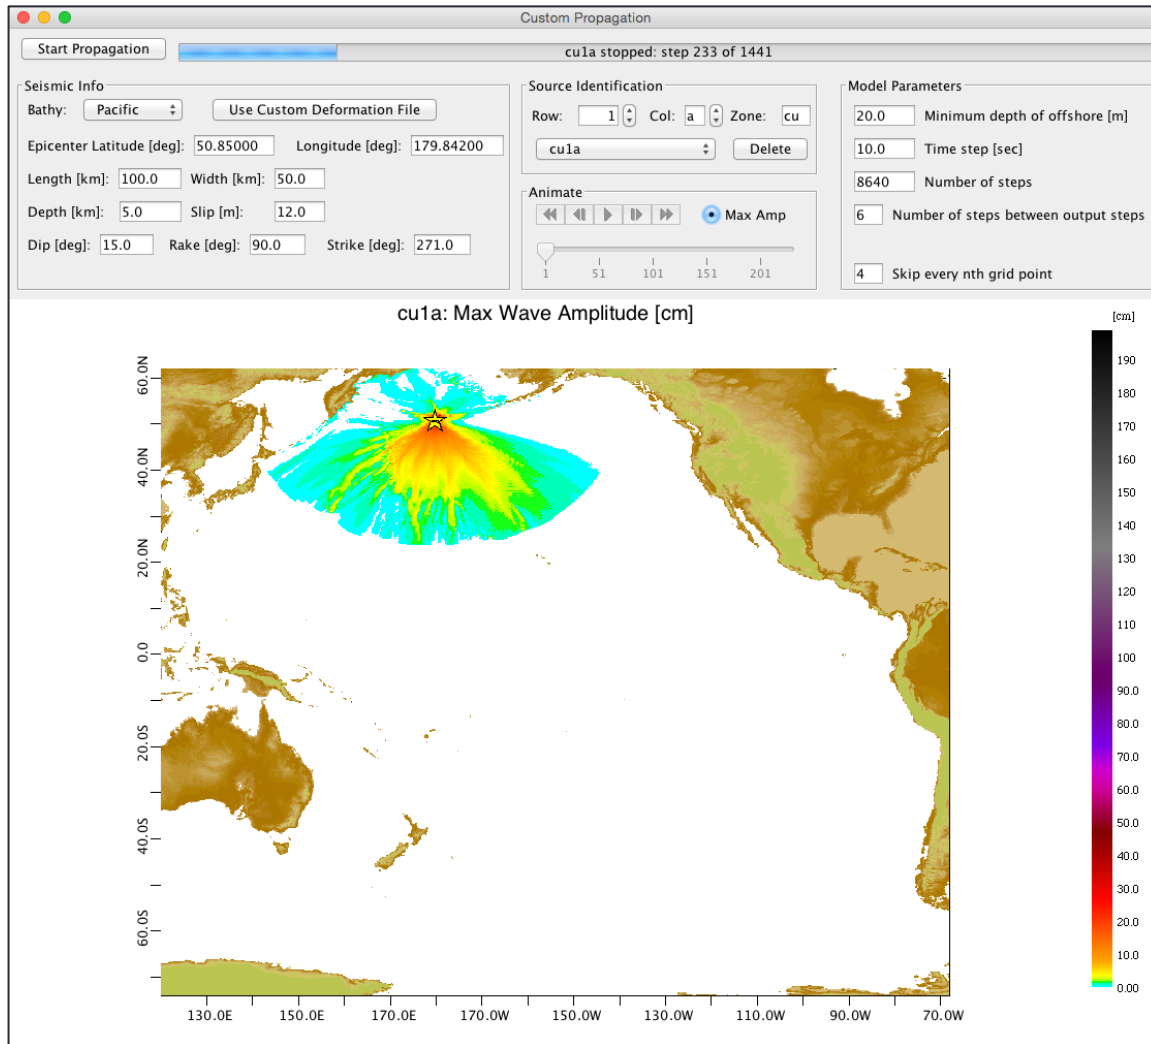 Custom Propagation
Start Propagation
cu1a stopped: step 233 of 1441
Seismic Info
Bathy: Pacific Use Custom Deformation File
Epicenter Latitude [deg]: 50.85000 Longitude [deg]: 179.84200
Length [km]: 100.0 Width [km]: 50.0
Depth [km]: 5.0 Slip [m]: 12.0
Dip [deg]: 15.0 Rake [deg]: 90.0 Strike [deg]: 271.0
Source Identification
Row: 1 Col: a Zone: cu
cu1a Delete
Animate
Max Amp
1 51 101 151 201
Model Parameters
20.0 Minimum depth of offshore [m]
10.0 Time step [sec]
8640 Number of steps
6 Number of steps between output steps
4 Skip every nth grid point
cu1a: Max Wave Amplitude [cm]
[cm]
190
180
170
160
150
140
130
120
110
100
90.0
80.0
70.0
60.0
50.0
40.0
30.0
20.0
10.0
0.00
60.0N
40.0N
20.0N
0.0
20.0S
40.0S
60.0S
130.0E 150.0E 170.0E 170.0W 150.0W 130.0W 110.0W 90.0W 70.0W